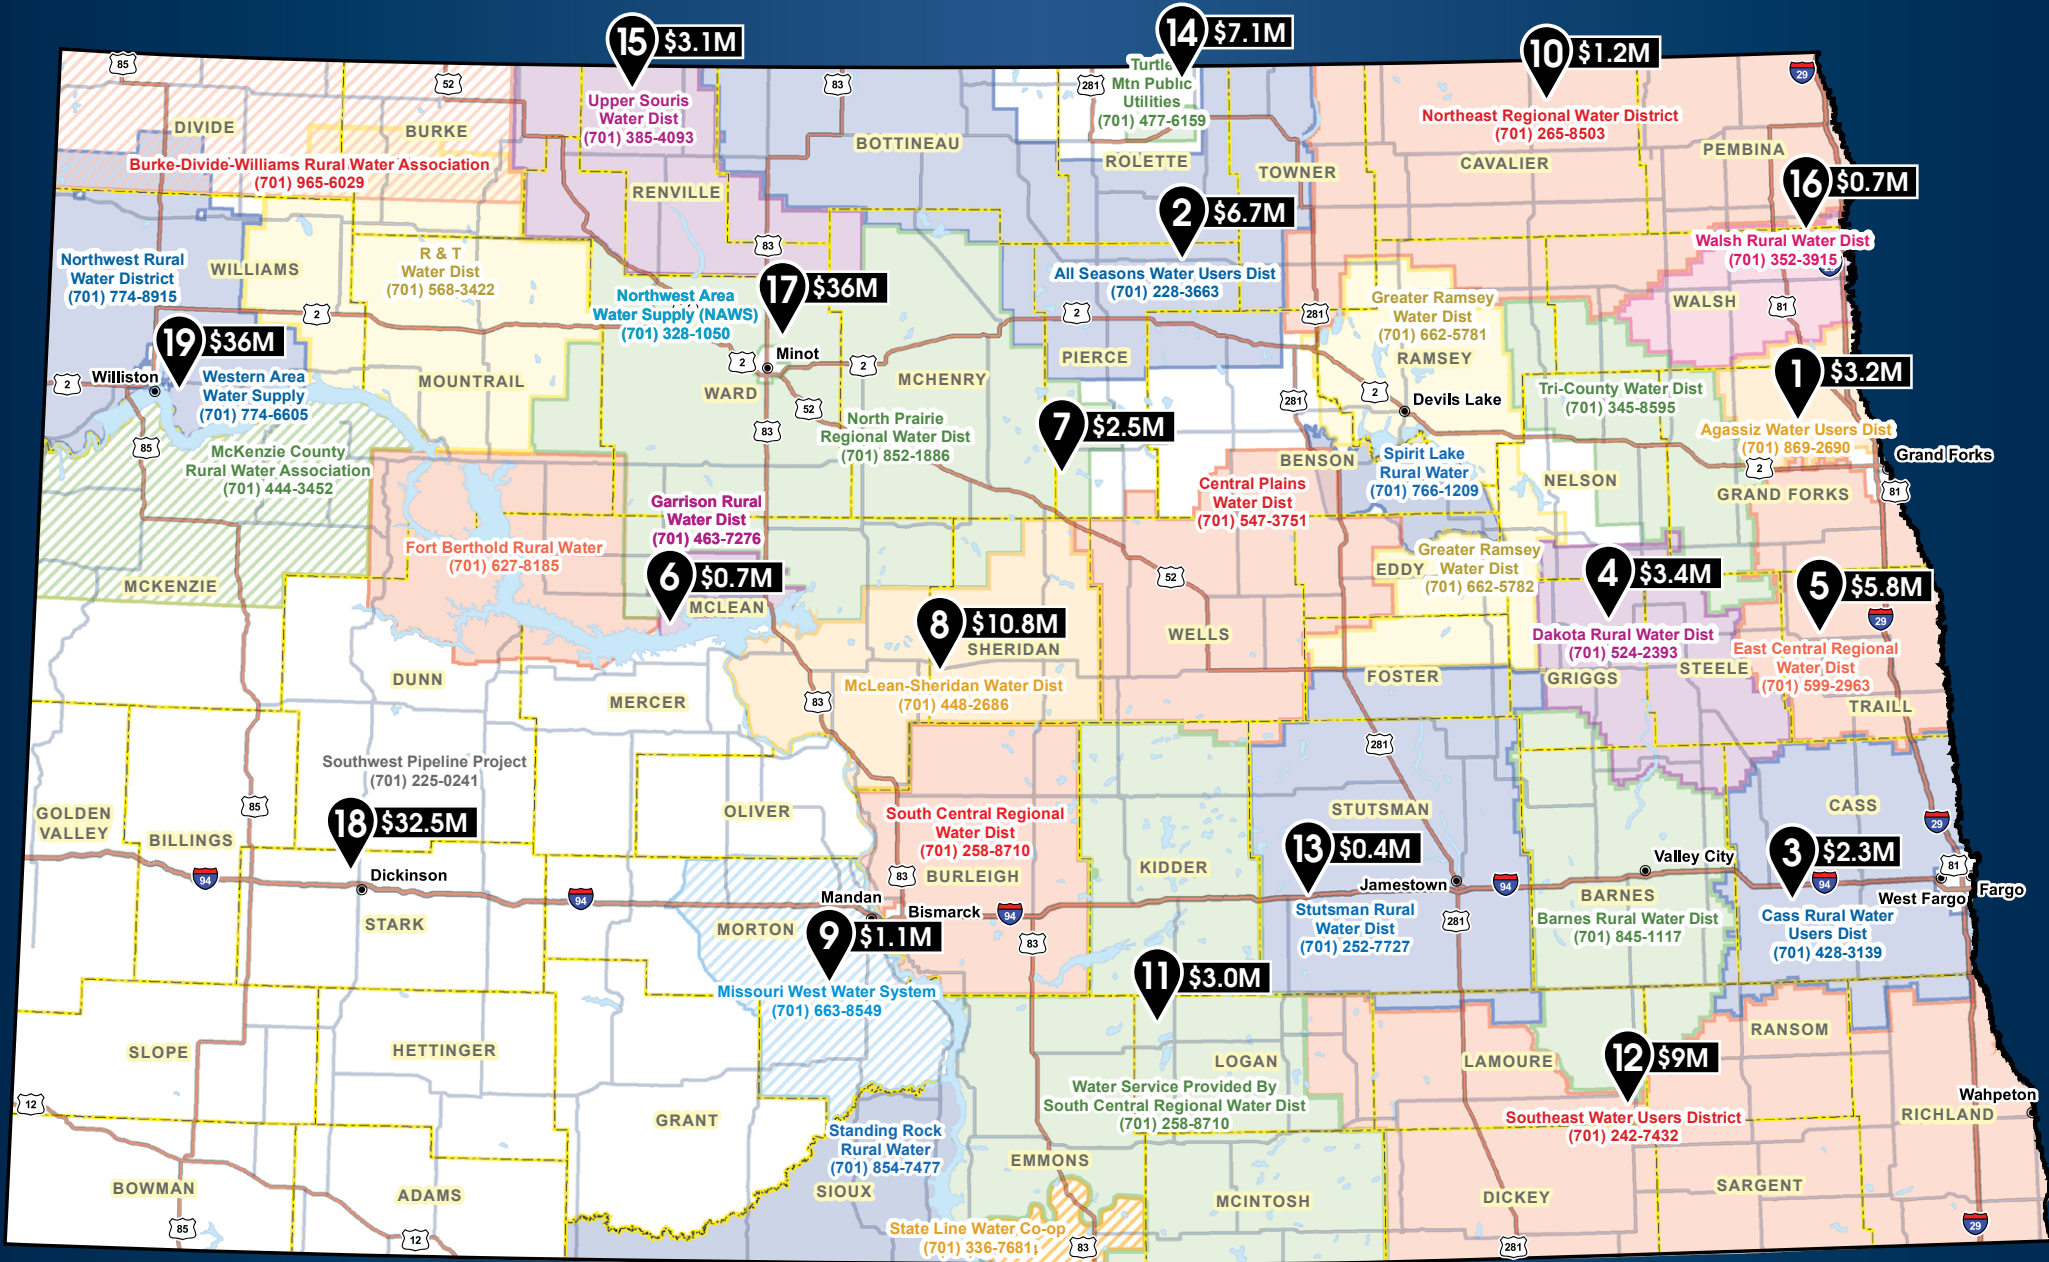 15 $3.1M
14 $7.1M
10 $1.2M
85
52
83
281
29
Turtle
Mtn Public
Utilities
(701) 477-6159
Upper Souris
Water Dist
(701) 385-4093
Northeast Regional Water District
(701) 265-8503
DIVIDE
BURKE
BOTTINEAU
ROLETTE
TOWNER
CAVALIER
PEMBINA
Burke-Divide-Williams Rural Water Association
(701) 965-6029
RENVILLE
16 $0.7M
2 $6.7M
Walsh Rural Water Dist
(701) 352-3915
29
83
Northwest Rural
Water District
(701) 774-8915
WILLIAMS
R & T
Water Dist
(701) 568-3422
All Seasons Water Users Dist
(701) 228-3663
17 $36M
Northwest Area
Water Supply (NAWS)
(701) 328-1050
Greater Ramsey
Water Dist
(701) 662-5781
WALSH
81
2
2
281
19 $36M
PIERCE
RAMSEY
2
Minot
2
1 $3.2M
2
Williston
Western Area
Water Supply
(701) 774-6605
MOUNTRAIL
WARD
MCHENRY
Tri-County Water Dist
(701) 345-8595
2
Devils Lake
281
52
83
North Prairie
Regional Water Dist
(701) 852-1886
7 $2.5M
Agassiz Water Users Dist
(701) 869-2690
Grand Forks
2
81
85
McKenzie County
Rural Water Association
(701) 444-3452
BENSON
Spirit Lake
Rural Water
(701) 766-1209
NELSON
GRAND FORKS
Central Plains
Water Dist
(701) 547-3751
Garrison Rural
Water Dist
(701) 463-7276
Fort Berthold Rural Water
(701) 627-8185
6 $0.7M
MCKENZIE
MCLEAN
52
EDDY
Greater Ramsey
Water Dist
(701) 662-5782
4 $3.4M
5 $5.8M
29
8 $10.8M
SHERIDAN
WELLS
Dakota Rural Water Dist
(701) 524-2393
East Central Regional
Water Dist
(701) 599-2963
DUNN
MERCER
83
McLean-Sheridan Water Dist
(701) 448-2686
FOSTER
GRIGGS
STEELE
TRAILL
281
Southwest Pipeline Project
(701) 225-0241
GOLDEN
VALLEY
85
BILLINGS
18 $32.5M
OLIVER
South Central Regional
Water Dist
(701) 258-8710
STUTSMAN
CASS
29
94
Dickinson
94
STARK
83
BURLEIGH
KIDDER
13 $0.4M
Jamestown
94
Valley City
BARNES
3 $2.3M
94
81
West Fargo
Fargo
Mandan
Bismarck
94
MORTON
9 $1.1M
83
Stutsman Rural
Water Dist
(701) 252-7727
281
Barnes Rural Water Dist
(701) 845-1117
Cass Rural Water
Users Dist
(701) 428-3139
Missouri West Water System
(701) 663-8549
11 $3.0M
SLOPE
HETTINGER
LOGAN
LAMOURE
12 $9M
RANSOM
Water Service Provided By
South Central Regional Water Dist
(701) 258-8710
12
GRANT
Southeast Water Users District
(701) 242-7432
Wahpeton
RICHLAND
Standing Rock
Rural Water
(701) 854-7477
SIOUX
EMMONS
BOWMAN
ADAMS
MCINTOSH
DICKEY
SARGENT
85
12
State Line Water Co-op
(701) 336-7681
83
281
29